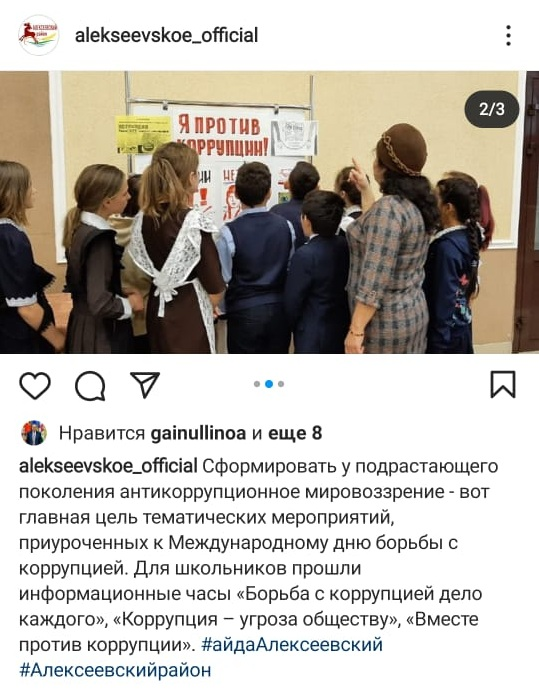 АЛЕКСЕЕВСКИЙ
alekseevskoe_official
2/3
Я ПРОТИВ
КОРРУПЦИИ!
Нравится gainullinoa и еще 8
alekseevskoe_official Сформировать у подрастающего
поколения антикоррупционное мировоззрение - вот
главная цель тематических мероприятий,
приуроченных к Международному дню борьбы с
коррупцией. Для школьников прошли
информационные часы «Борьба с коррупцией дело
каждого», «Коррупция – угроза обществу», «Вместе
против коррупции». #айдаАлексеевский
#Алексеевскийрайон